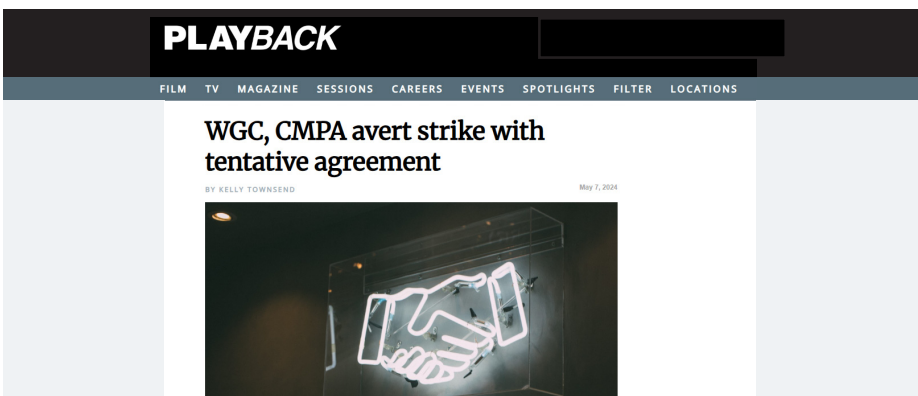 PLAYBACK
FILM TV MAGAZINE SESSIONS CAREERS EVENTS SPOTLIGHTS FILTER LOCATIONS
WGC, CMPA avert strike with
tentative agreement
BY KELLY TOWNSEND May 7, 2024